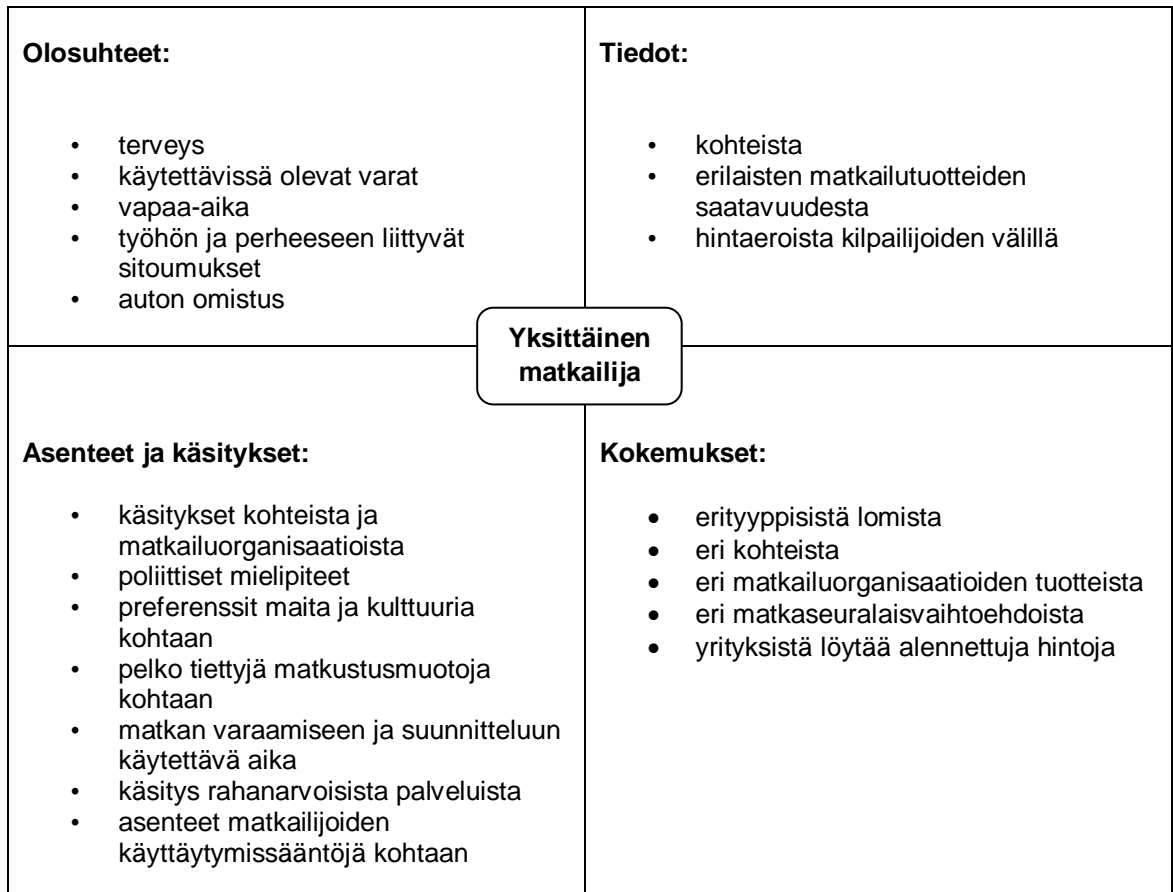 Olosuhteet:
• terveys
• käytettävissä olevat varat
• vapaa-aika
• työhön ja perheeseen liittyvät
sitoumukset
• auton omistus
Tiedot:
• kohteista
• erilaisten matkailutuotteiden
saatavuudesta
• hintaeroista kilpailijoiden välillä
Yksittäinen
matkailija
Asenteet ja käsitykset:
• käsitykset kohteista ja
matkailuorganisaatioista
• poliittiset mielipiteet
• preferenssit maita ja kulttuuria
kohtaan
• pelko tiettyjä matkustusmuotoja
kohtaan
• matkan varaamiseen ja suunnitteluun
käytettävä aika
• käsitys rahanarvoisista palveluista
• asenteet matkailijoiden
käyttäytymissääntöjä kohtaan
Kokemukset:
• erityyppisistä lomista
• eri kohteista
• eri matkailuorganisaatioiden tuotteista
• eri matkaseuralaisvaihtoehdoista
• yrityksistä löytää alennettuja hintoja